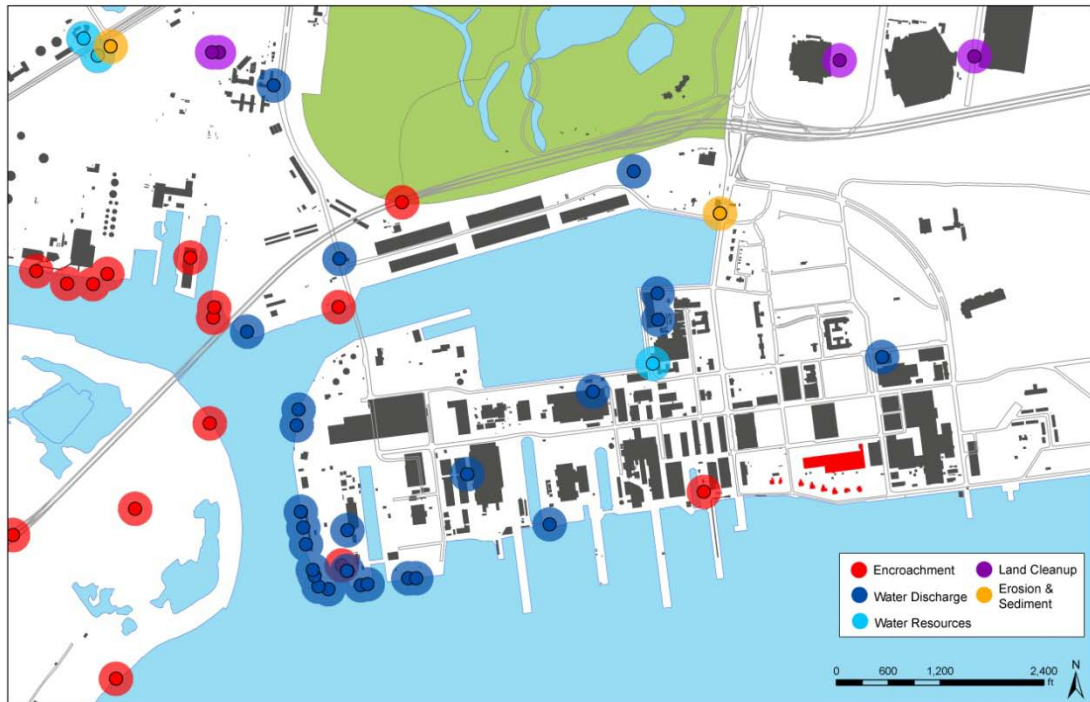 Encroachment
Land Cleanup
Water Discharge
Erosion &
Sediment
Water Resources
0 600 1,200 2,400
ft
N